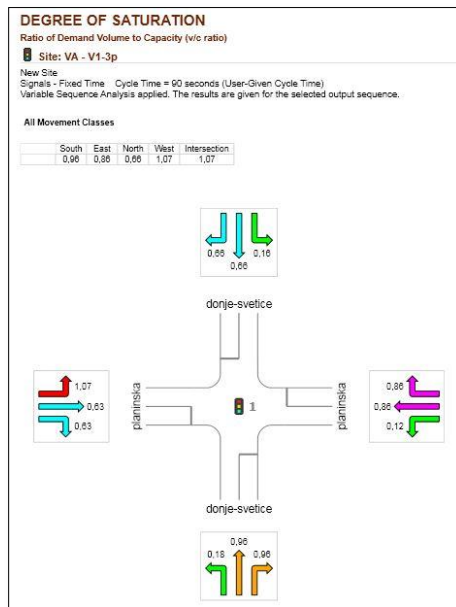 DEGREE OF SATURATION
Ratio of Demand Volume to Capacity (v/c ratio)
Site: VA - V1-3p
New Site
Signals - Fixed Time Cycle Time = 90 seconds (User-Given Cycle Time)
Variable Sequence Analysis applied. The results are given for the selected output sequence.
All Movement Classes
South East North West Intersection
0,96 0,86 0,66 1,07 1,07
0,66 0,16
0,66
donje-svetice
1,07
0,63
0,63
planinska
1
planinska
0,86
0,86
0,12
donje-svetice
0,96
0,18 0,96